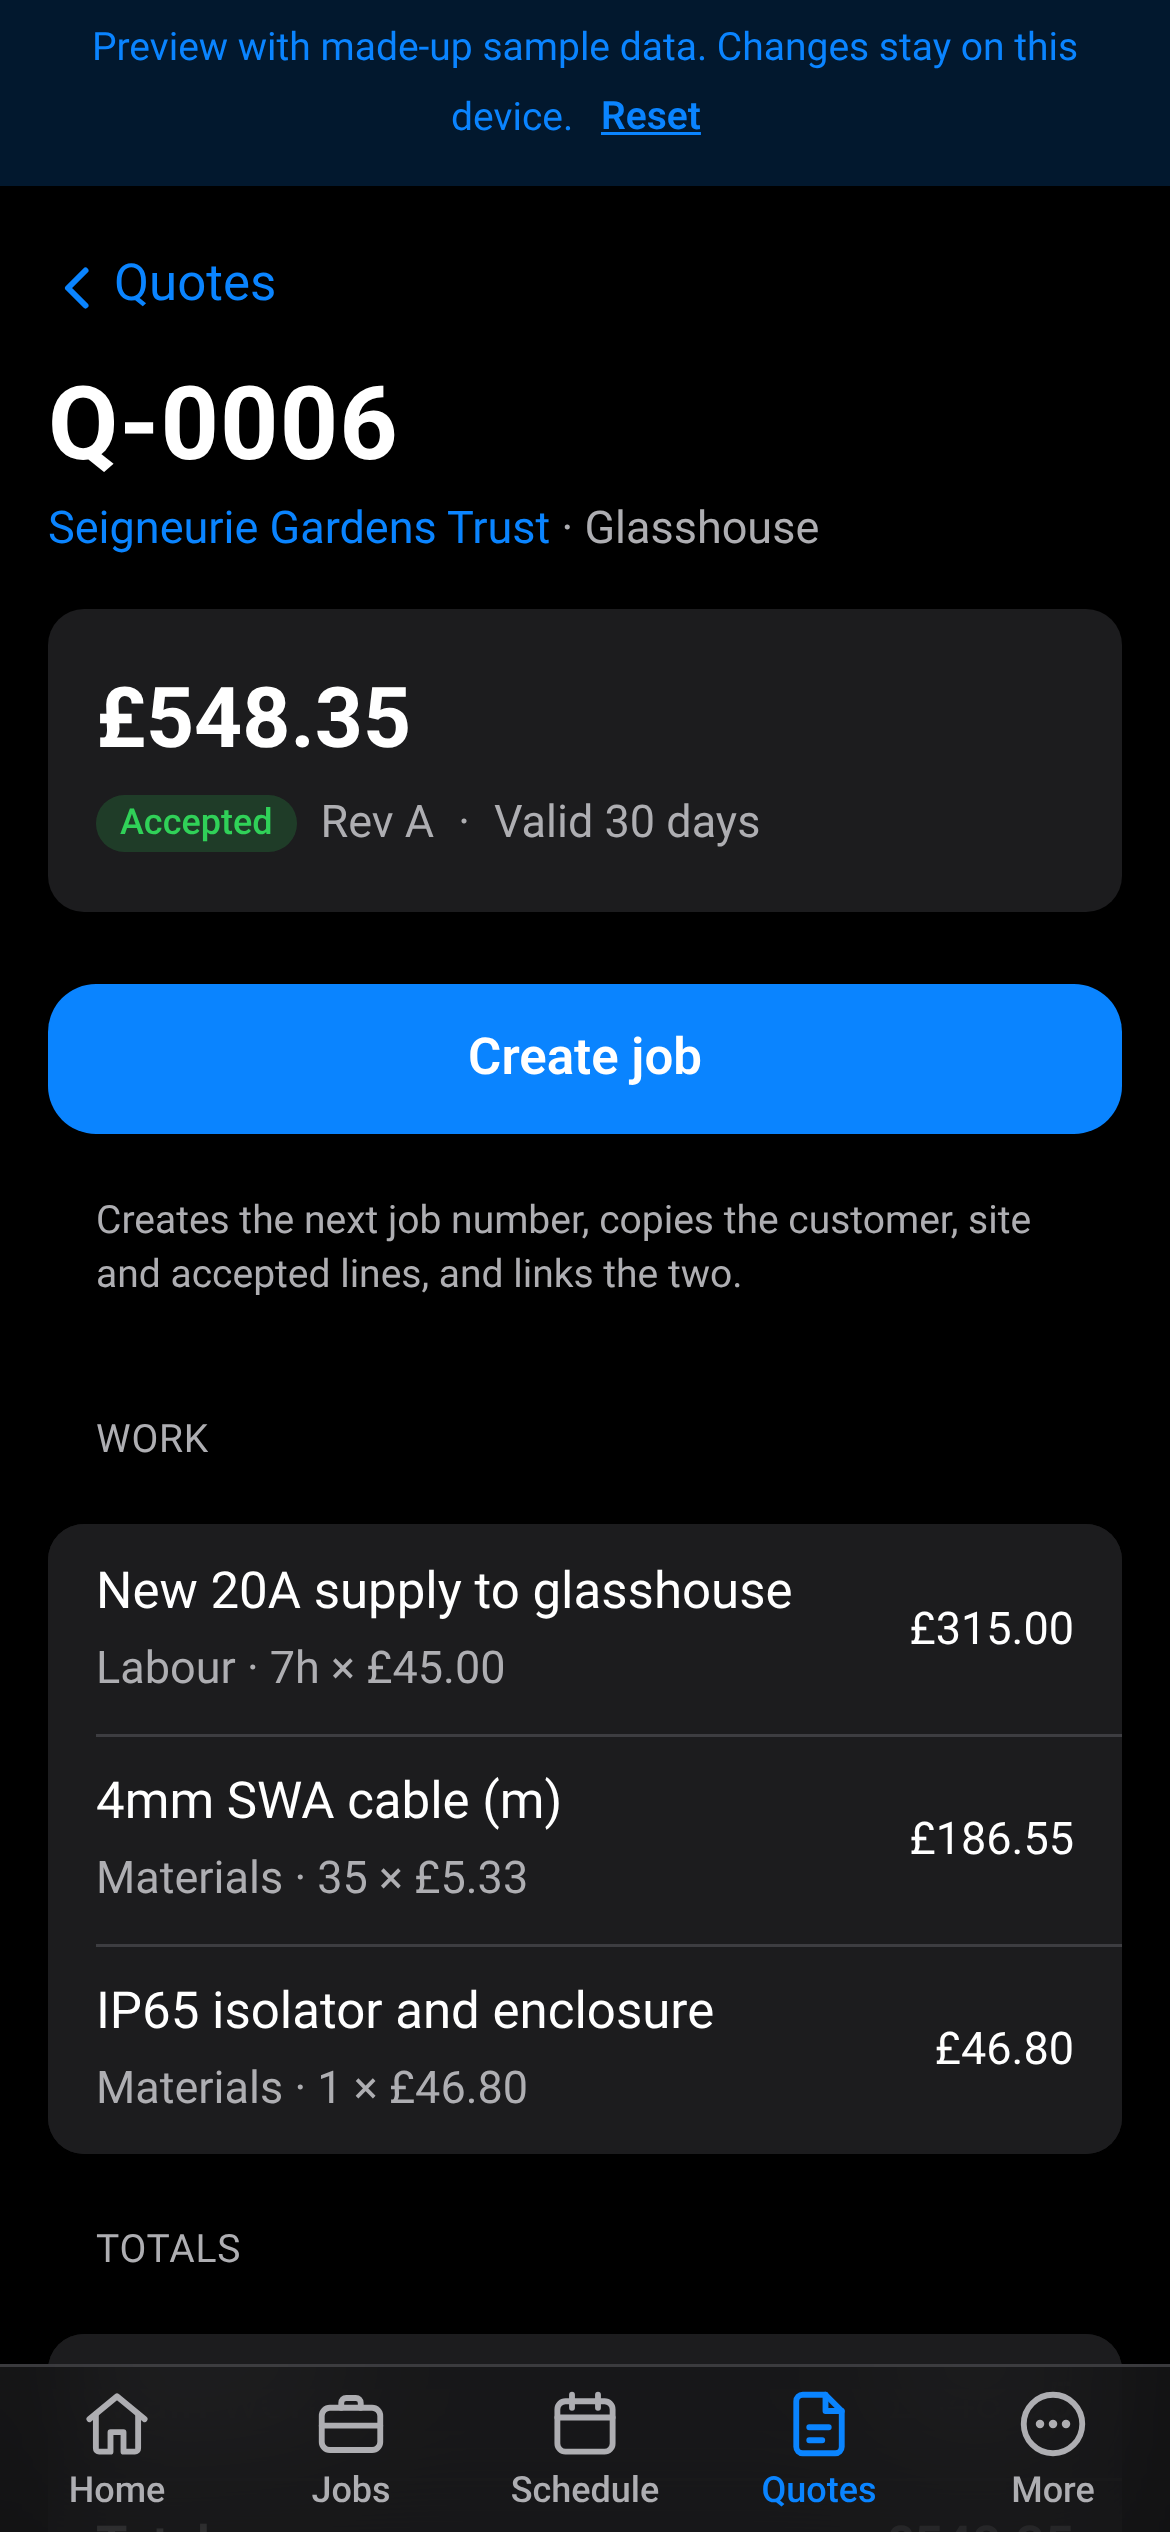 Preview with made-up sample data. Changes stay on this
device. Reset
Quotes
Q-0006
Seigneurie Gardens Trust · Glasshouse
£548.35
Accepted Rev A · Valid 30 days
Create job
Creates the next job number, copies the customer, site
and accepted lines, and links the two.
WORK
New 20A supply to glasshouse
£315.00
Labour · 7h × £45.00
4mm SWA cable (m)
£186.55
Materials · 35 × £5.33
IP65 isolator and enclosure
£46.80
Materials · 1 × £46.80
TOTALS
Home Jobs Schedule Quotes More